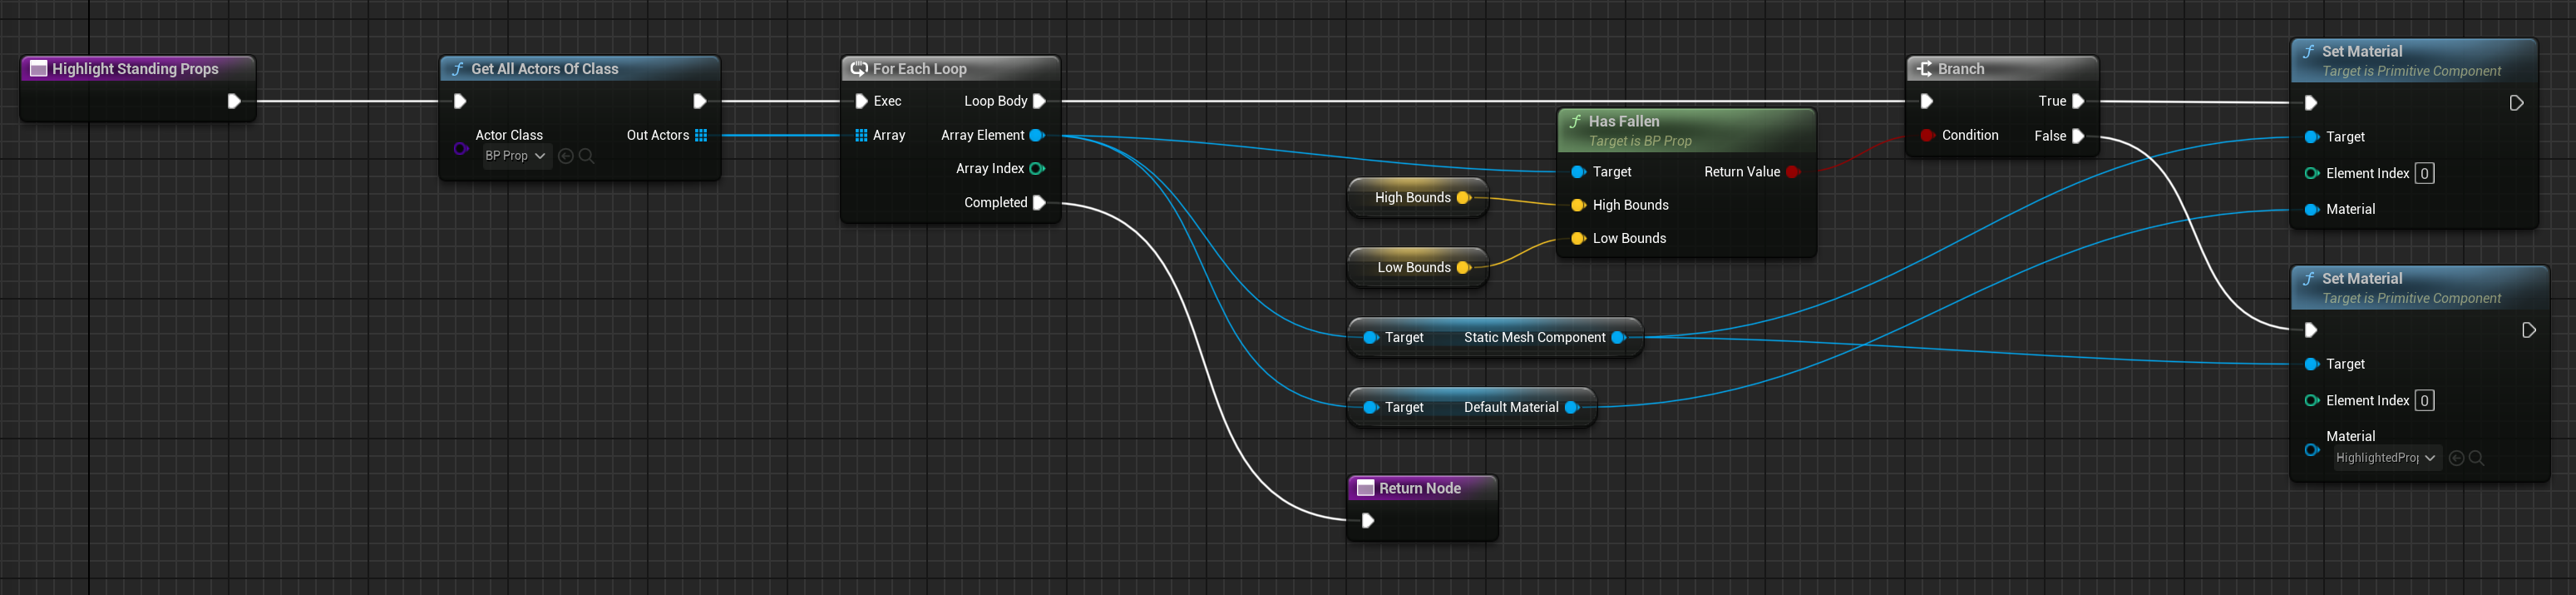 Highlight Standing Props
Get All Actors Of Class
Actor Class
BP Prop
Out Actors
For Each Loop
Exec
Loop Body
Array
Array Element
Array Index
Completed
High Bounds
Low Bounds
Has Fallen
Target is BP Prop
Target
Return Value
High Bounds
Low Bounds
Target
Static Mesh Component
Target
Default Material
Return Node
Branch
True
Condition
False
Set Material
Target is Primitive Component
Target
Element Index 0
Material
Set Material
Target is Primitive Component
Target
Element Index 0
Material
HighlightedProp